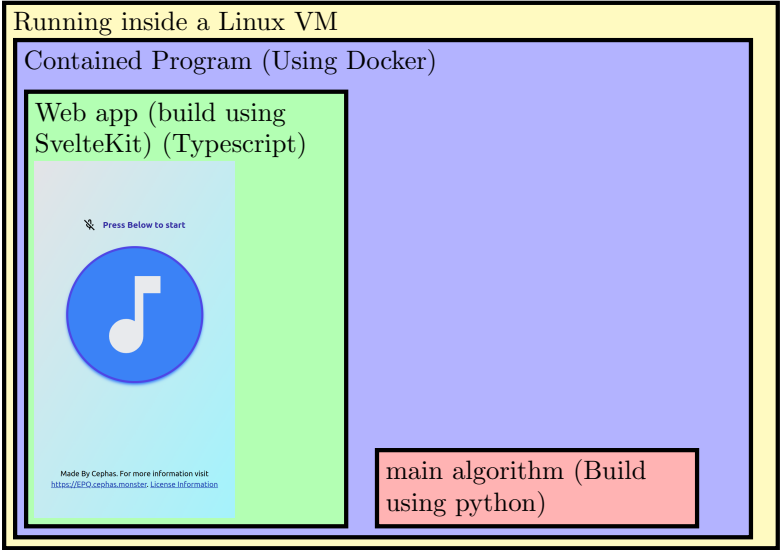 Running inside a Linux VM
Contained Program (Using Docker)
Web app (build using
SvelteKit) (Typescript)
Press Below to start
Made By Cephas. For more information visit
https://EPQ.cephas.monster. License Information
main algorithm (Build
using python)